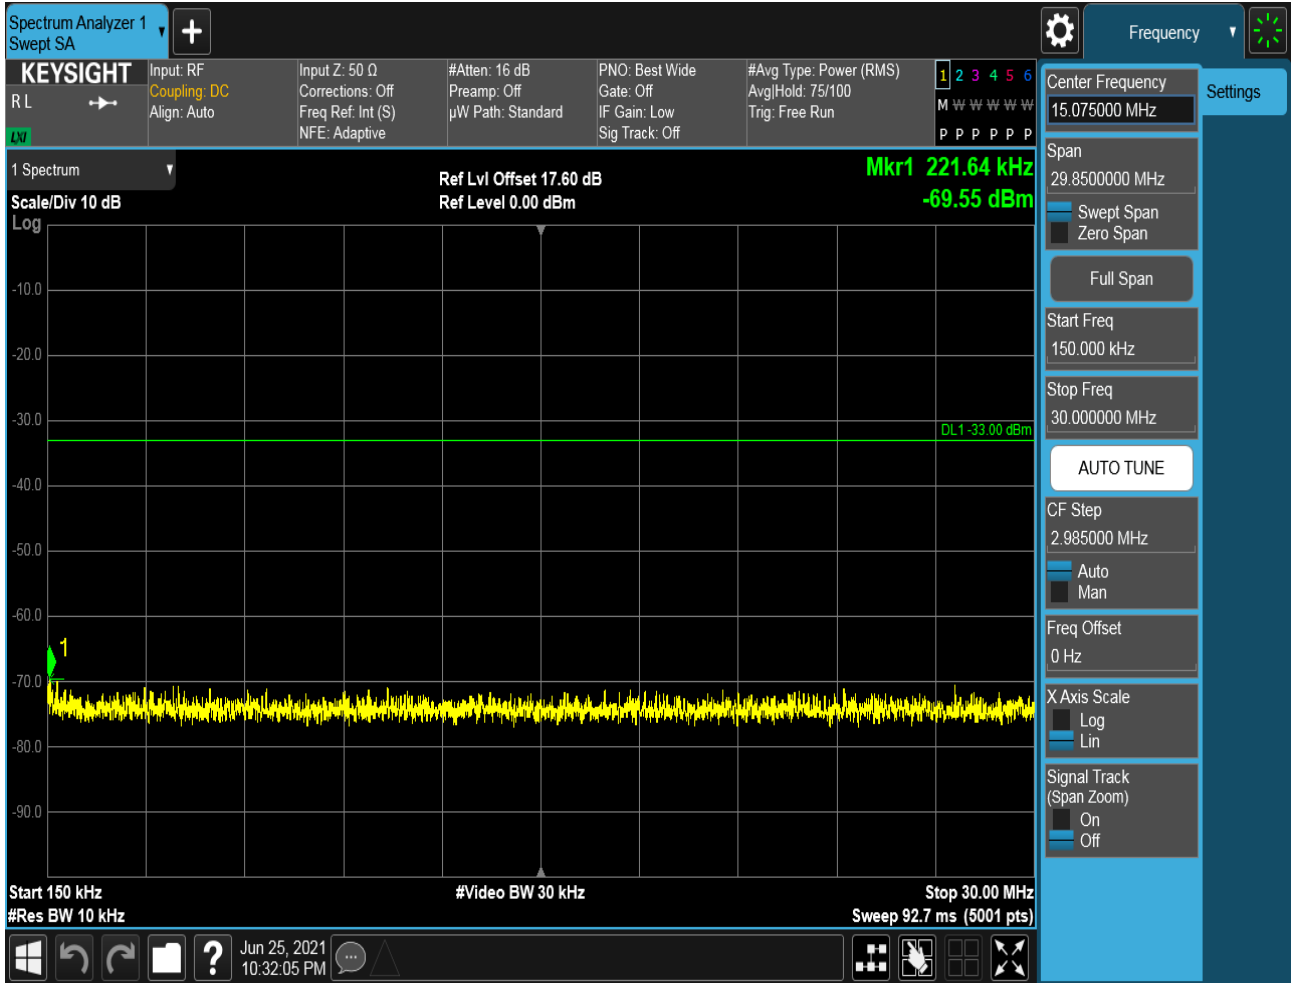 Spectrum Analyzer 1
Swept SA
Frequency
KEYSIGHT
R L
LXI
Input: RF
Coupling: DC
Align: Auto
Input Z: 50 Ω
Corrections: Off
Freq Ref: Int (S)
NFE: Adaptive
#Atten: 16 dB
Preamp: Off
µW Path: Standard
PNO: Best Wide
Gate: Off
IF Gain: Low
Sig Track: Off
#Avg Type: Power (RMS)
Avg|Hold: 75/100
Trig: Free Run
1 2 3 4 5 6
M W W W W W
P P P P P P
1 Spectrum
Scale/Div 10 dB
Log
Ref Lvl Offset 17.60 dB
Ref Level 0.00 dBm
Mkr1 221.64 kHz
-69.55 dBm
-10.0
-20.0
-30.0
DL1 -33.00 dBm
-40.0
-50.0
-60.0
1
-70.0
-80.0
-90.0
Start 150 kHz
#Res BW 10 kHz
#Video BW 30 kHz
Stop 30.00 MHz
Sweep 92.7 ms (5001 pts)
Center Frequency
15.075000 MHz
Settings
Span
29.8500000 MHz
Swept Span
Zero Span
Full Span
Start Freq
150.000 kHz
Stop Freq
30.000000 MHz
AUTO TUNE
CF Step
2.985000 MHz
Auto
Man
Freq Offset
0 Hz
X Axis Scale
Log
Lin
Signal Track
(Span Zoom)
On
Off
?
Jun 25, 2021
10:32:05 PM